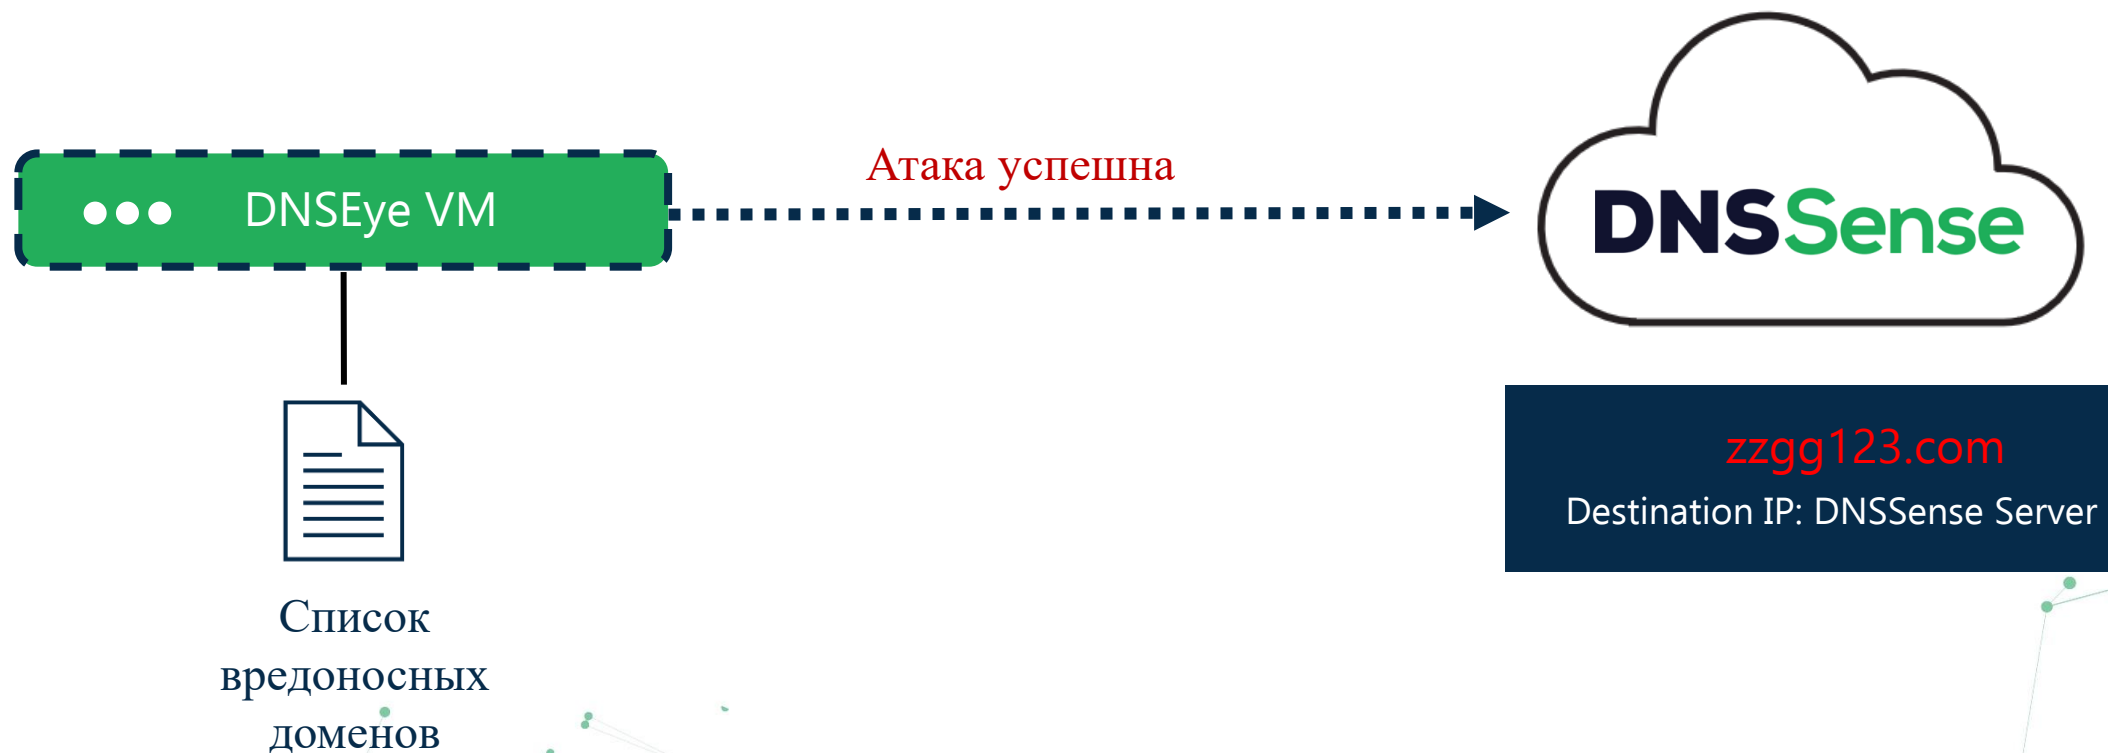 DNSEye VM
Атака успешна
DNSSense
zzgg123.com
Destination IP: DNSSense Server
Список
вредоносных
доменов